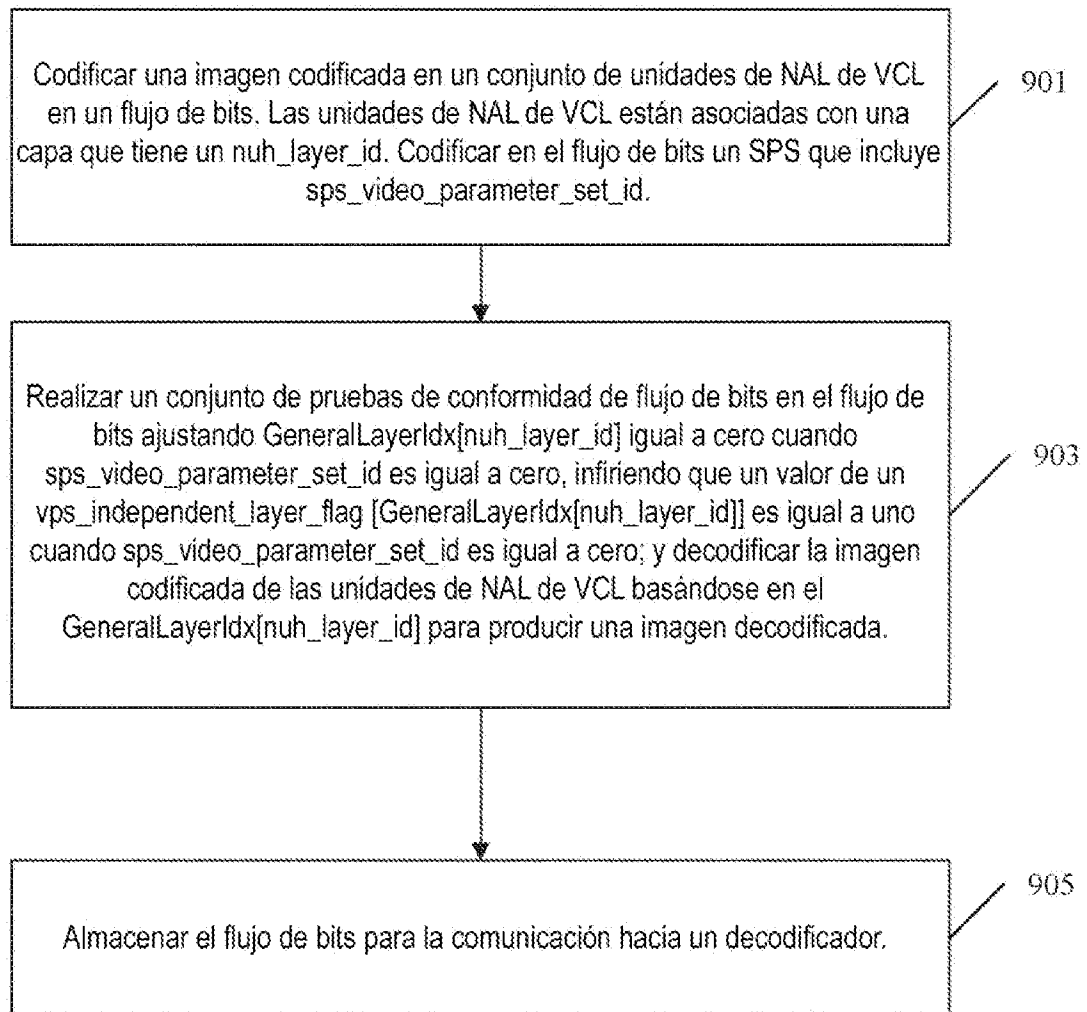 Codificar una imagen codificada en un conjunto de unidades de NAL de VCL
en un flujo de bits. Las unidades de NAL de VCL están asociadas con una
capa que tiene un nuh_layer_id. Codificar en el flujo de bits un SPS que incluye
sps_video_parameter_set_id.
901
Realizar un conjunto de pruebas de conformidad de flujo de bits en el flujo de
bits ajustando GeneralLayerIdx[nuh_layer_id] igual a cero cuando
sps_video_parameter_set_id es igual a cero, infiriendo que un valor de un
vps_independent_layer_flag [GeneralLayerIdx[nuh_layer_id]] es igual a uno
cuando sps_video_parameter_set_id es igual a cero; y decodificar la imagen
codificada de las unidades de NAL de VCL basándose en el
GeneralLayerIdx[nuh_layer_id] para producir una imagen decodificada.
903
Almacenar el flujo de bits para la comunicación hacia un decodificador.
905